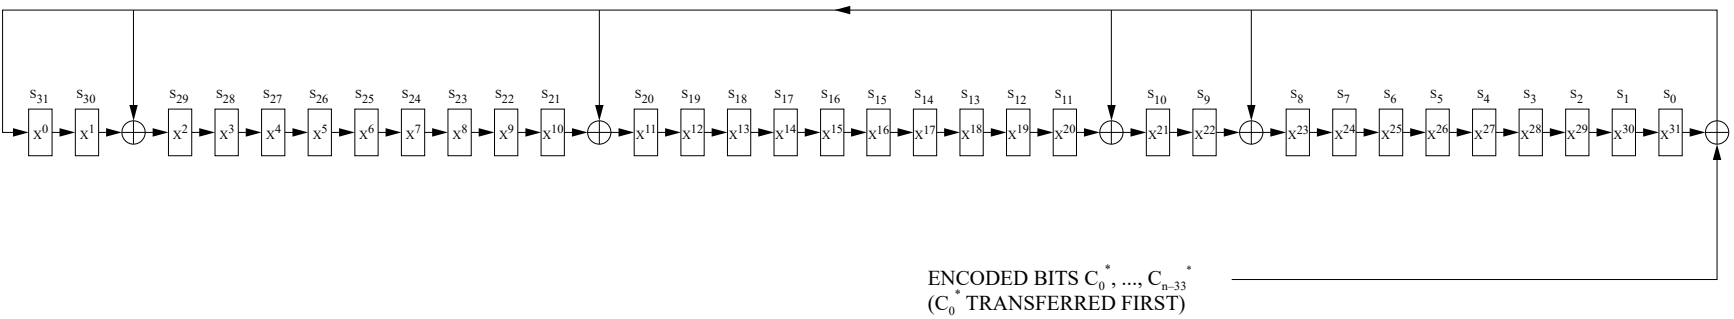 S31 S30 S29 S28 S27 S26 S25 S24 S23 S22 S21 S20 S19 S18 S17 S16 S15 S14 S13 S12 S11 S10 S9 S8 S7 S6 S5 S4 S3 S2 S1 S0
X⁰ X¹ X² X³ X⁴ X⁵ X⁶ X⁷ X⁸ X⁹ X¹⁰ X¹¹ X¹² X¹³ X¹⁴ X¹⁵ X¹⁶ X¹⁷ X¹⁸ X¹⁹ X²⁰ X²¹ X²² X²³ X²⁴ X²⁵ X²⁶ X²⁷ X²⁸ X²⁹ X³⁰ X³¹
ENCODED BITS C₀*, ..., Cₙ₋₃₃*
(C₀* TRANSFERRED FIRST)